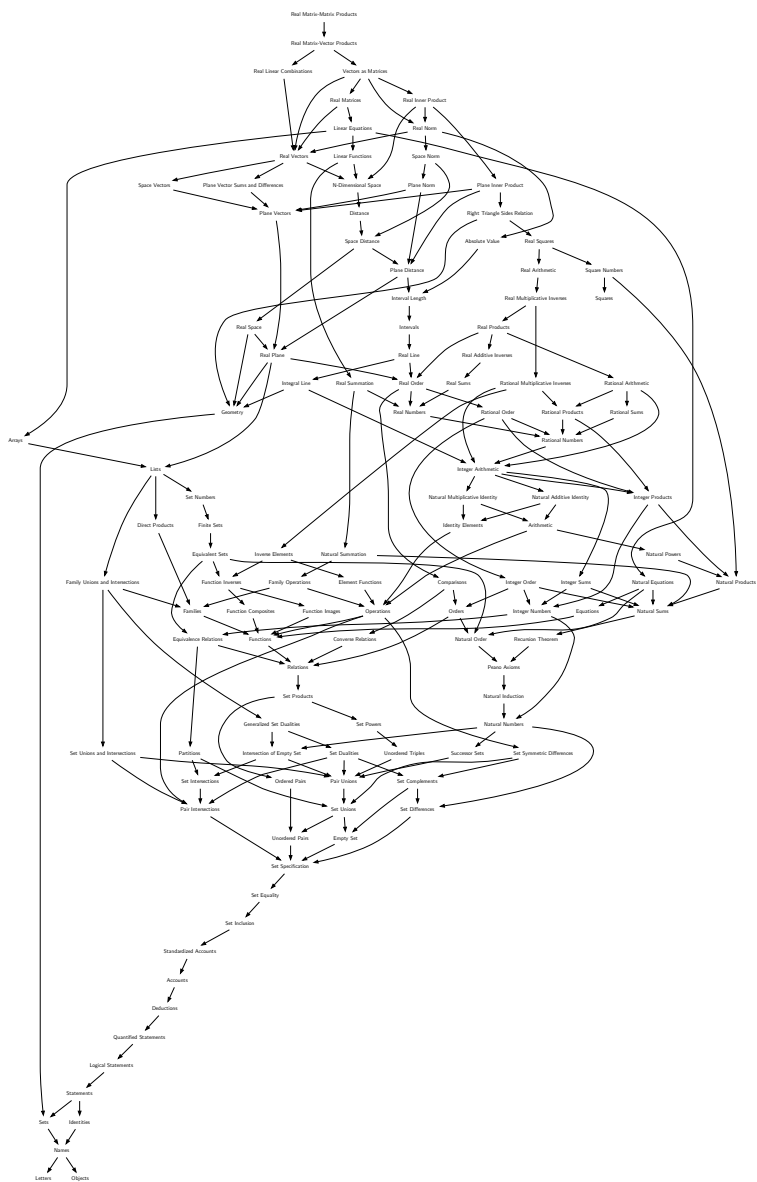 Real Matrix-Matrix Products
Real Matrix-Vector Products
Real Linear Combinations Vectors as Matrices
Real Matrices Real Inner Product
Linear Equations Real Norm
Real Vectors Linear Functions Space Norm
Space Vectors Plane Vector Sums and Differences N-Dimensional Space Plane Norm Plane Inner Product
Plane Vectors Distance Right Triangle Sides Relation
Space Distance Absolute Value Real Squares
Plane Distance Real Arithmetic Square Numbers
Interval Length Real Multiplicative Inverses Squares
Real Space Intervals Real Products
Real Plane Real Line Real Additive Inverses
Integral Line Real Summation Real Order Real Sums Rational Multiplicative Inverses Rational Arithmetic
Geometry Real Numbers Rational Order Rational Products Rational Sums
Arrays Rational Numbers
Lists Integer Arithmetic
Set Numbers Natural Multiplicative Identity Natural Additive Identity Integer Products
Direct Products Finite Sets Identity Elements Arithmetic
Equivalent Sets Inverse Elements Natural Summation Natural Powers
Family Unions and Intersections Function Inverses Family Operations Element Functions Comparisons Integer Order Integer Sums Natural Equations Natural Products
Families Function Composites Function Images Operations Orders Integer Numbers Equations Natural Sums
Equivalence Relations Functions Converse Relations Natural Order Recursion Theorem
Relations Peano Axioms
Set Products Natural Induction
Generalized Set Dualities Set Powers Natural Numbers
Set Unions and Intersections Partitions Intersection of Empty Set Set Dualities Unordered Triples Successor Sets Set Symmetric Differences
Set Intersections Ordered Pairs Pair Unions Set Complements
Pair Intersections Set Unions Set Differences
Unordered Pairs Empty Set
Set Specification
Set Equality
Set Inclusion
Standardized Accounts
Accounts
Deductions
Quantified Statements
Logical Statements
Statements
Sets Identities
Names
Letters Objects